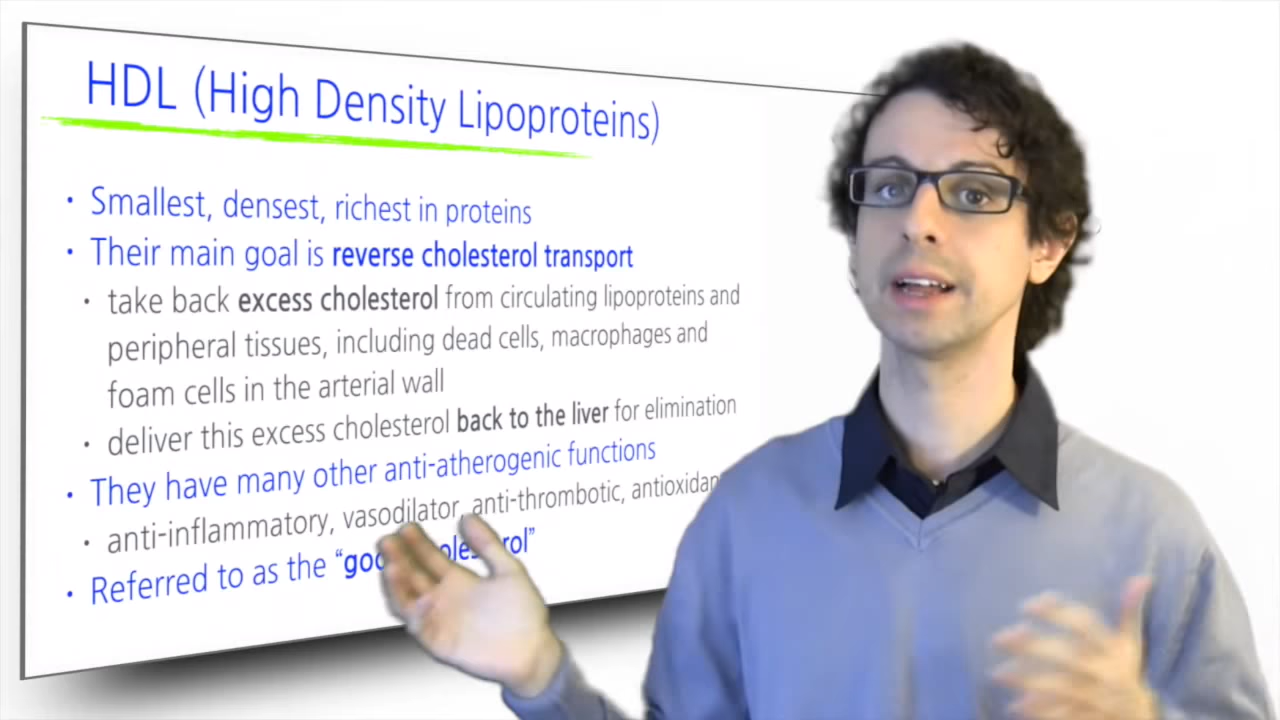 HDL (High Density Lipoproteins)
• Smallest, densest, richest in proteins
• Their main goal is reverse cholesterol transport
• take back excess cholesterol from circulating lipoproteins and
peripheral tissues, including dead cells, macrophages and
foam cells in the arterial wall
• deliver this excess cholesterol back to the liver for elimination
• They have many other anti-atherogenic functions
• anti-inflammatory, vasodilator, anti-thrombotic,
• Referred to as the